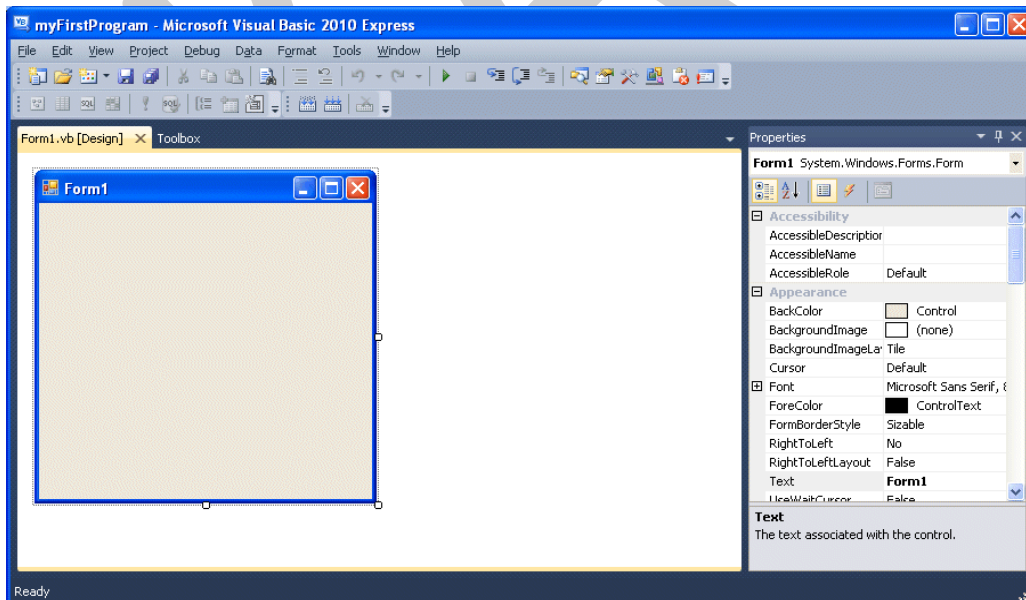 myFirstProgram - Microsoft Visual Basic 2010 Express
File Edit View Project Debug Data Format Tools Window Help
Form1.vb [Design] Toolbox
Form1
Properties
Form1 System.Windows.Forms.Form
Accessibility
AccessibleDescription
AccessibleName
AccessibleRole Default
Appearance
BackColor Control
BackgroundImage (none)
BackgroundImageLa Tile
Cursor Default
Font Microsoft Sans Serif, 8
ForeColor ControlText
FormBorderStyle Sizable
RightToLeft No
RightToLeftLayout False
Text Form1
UseWaitCursor False
Text
The text associated with the control.
Ready